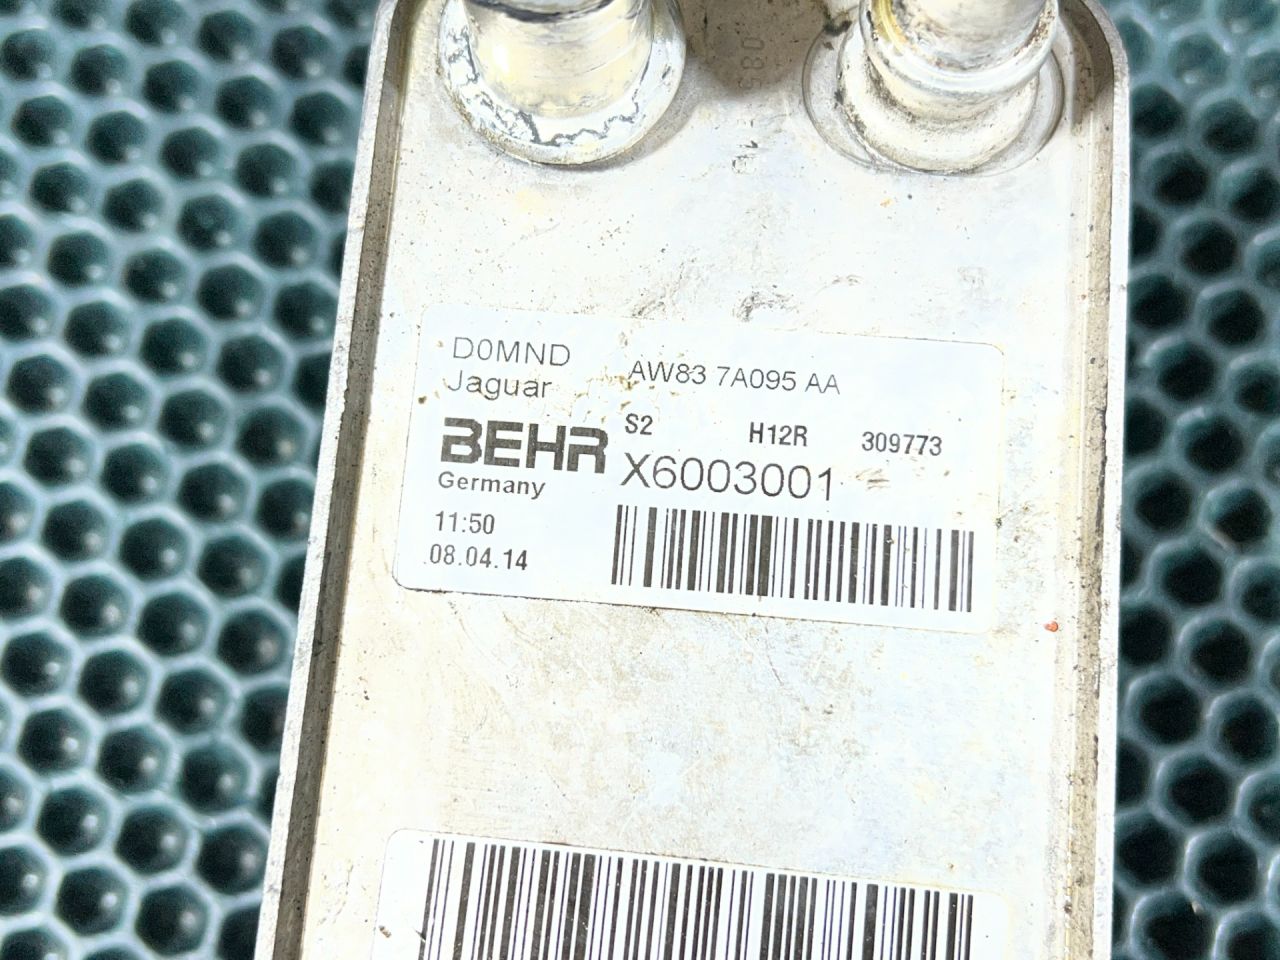 D0MND AW83 7A095 AA
Jaguar
BEHR S2 H12R 309773
Germany X6003001
11:50
08.04.14